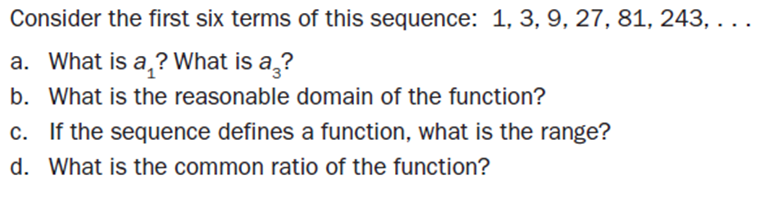 Consider the first six terms of this sequence: 1, 3, 9, 27, 81, 243, . . .
a. What is a₁? What is a₃?
b. What is the reasonable domain of the function?
c. If the sequence defines a function, what is the range?
d. What is the common ratio of the function?